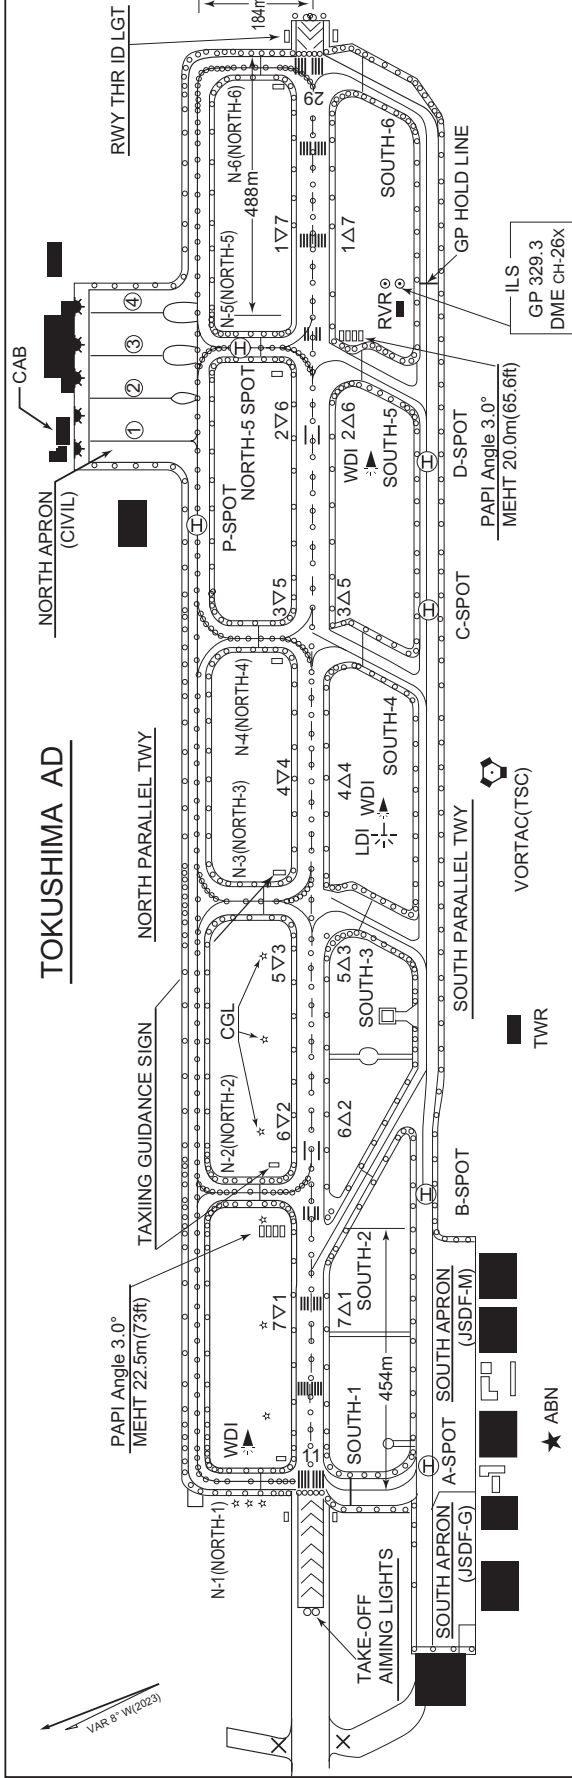 TOKUSHIMA AD
RWY THR ID LGT
184m
CAB
NORTH APRON
(CIVIL)
1
2
3
4
NORTH PARALLEL TWY
TAXIING GUIDANCE SIGN
PAPI Angle 3.0°
MEHT 22.5m(73ft)
N-1(NORTH-1)
N-2(NORTH-2)
N-3(NORTH-3)
N-4(NORTH-4)
N-5(NORTH-5)
N-6(NORTH-6)
488m
P-SPOT
NORTH-5 SPOT
H
H
CGL
WDI
7▽1
6▽2
5▽3
4▽4
3▽5
2▽6
1▽7
11
29
7△1
6△2
5△3
4△4
3△5
2△6
1△7
SOUTH-1
SOUTH-2
SOUTH-3
SOUTH-4
SOUTH-5
SOUTH-6
454m
LDI
WDI
WDI
RVR
GP HOLD LINE
ILS
GP 329.3
DME CH-26X
PAPI Angle 3.0°
MEHT 20.0m(65.6ft)
H
H
H
H
A-SPOT
B-SPOT
C-SPOT
D-SPOT
SOUTH PARALLEL TWY
VORTAC(TSC)
TWR
SOUTH APRON
(JSDF-M)
SOUTH APRON
(JSDF-G)
ABN
TAKE-OFF
AIMING LIGHTS
VAR 8° W(2023)